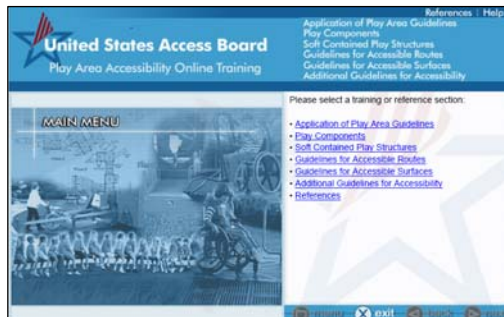 References | Help
United States Access Board
Play Area Accessibility Online Training
Application of Play Area Guidelines
Play Components
Soft Contained Play Structures
Guidelines for Accessible Routes
Guidelines for Accessible Surfaces
Additional Guidelines for Accessibility
MAIN MENU
Please select a training or reference section:
• Application of Play Area Guidelines
• Play Components
• Soft Contained Play Structures
• Guidelines for Accessible Routes
• Guidelines for Accessible Surfaces
• Additional Guidelines for Accessibility
• References
menu X exit back